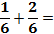 1/6 + 2/6 =